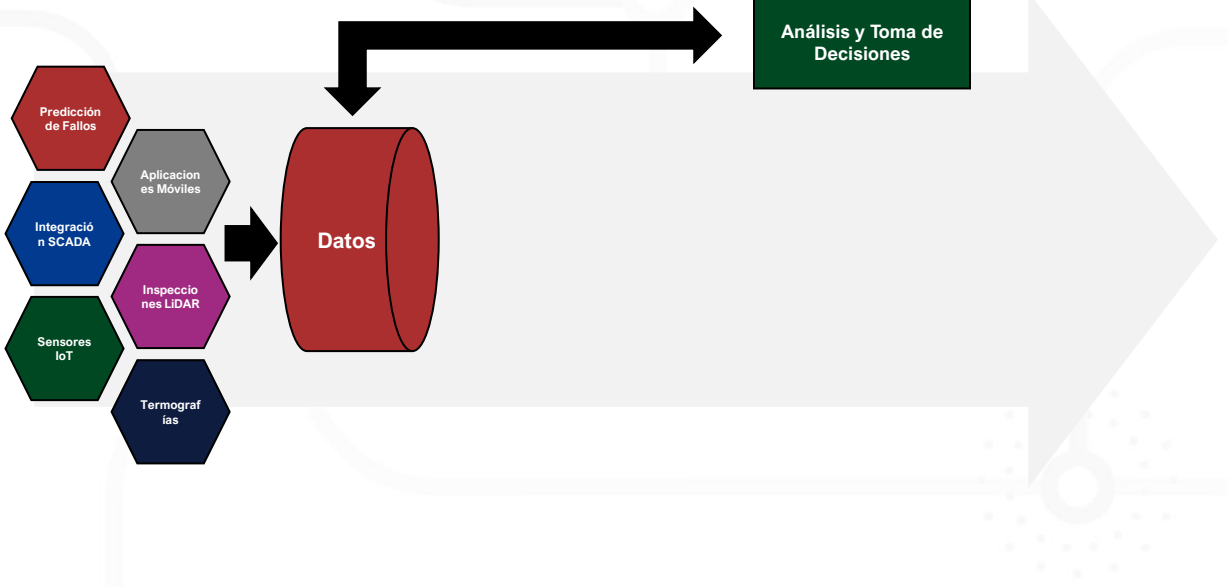 Análisis y Toma de
Decisiones
Predicción
de Fallos
Aplicacion
es Móviles
Integració
n SCADA
Datos
Inspeccio
nes LiDAR
Sensores
IoT
Termograf
ías